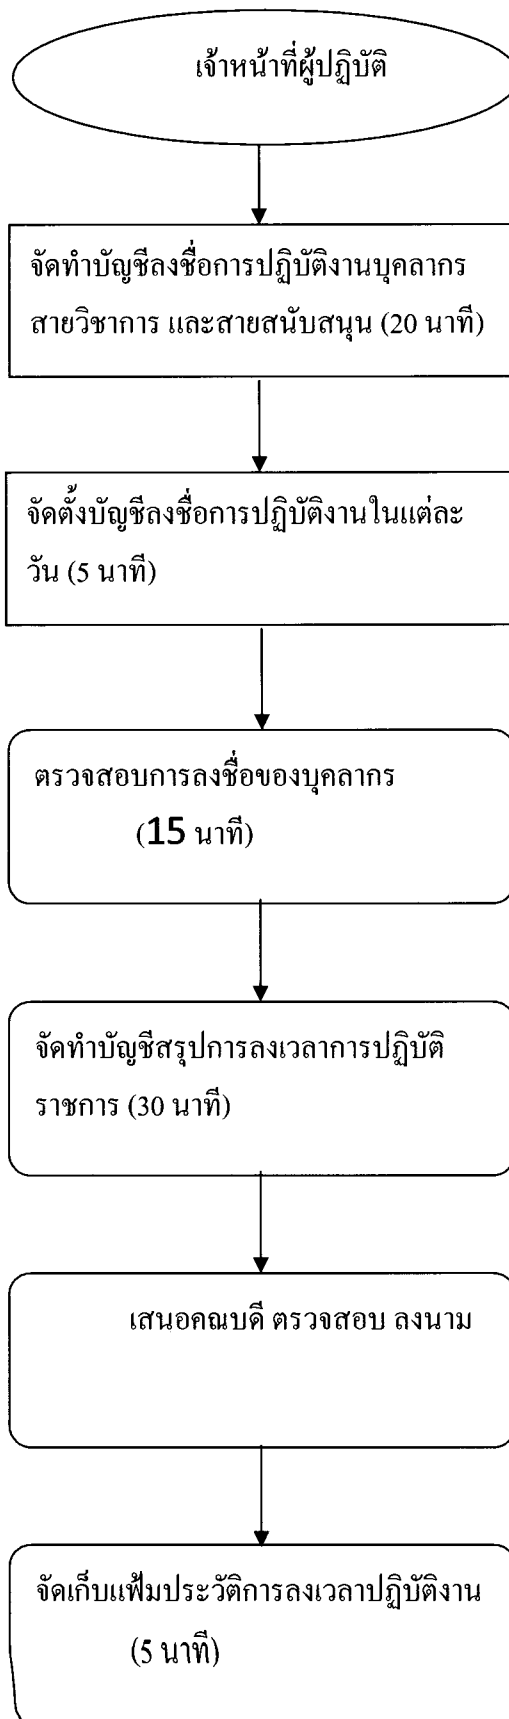 เจ้าหน้าที่ผู้ปฏิบัติ
จัดทำบัญชีลงชื่อการปฏิบัติงานบุคลากร
สายวิชาการ และสายสนับสนุน (20 นาที)
จัดตั้งบัญชีลงชื่อการปฏิบัติงานในแต่ละ
วัน (5 นาที)
ตรวจสอบการลงชื่อของบุคลากร
(15 นาที)
จัดทำบัญชีสรุปการลงเวลาการปฏิบัติ
ราชการ (30 นาที)
เสนอคณบดี ตรวจสอบ ลงนาม
จัดเก็บแฟ้มประวัติการลงเวลาปฏิบัติงาน
(5 นาที)